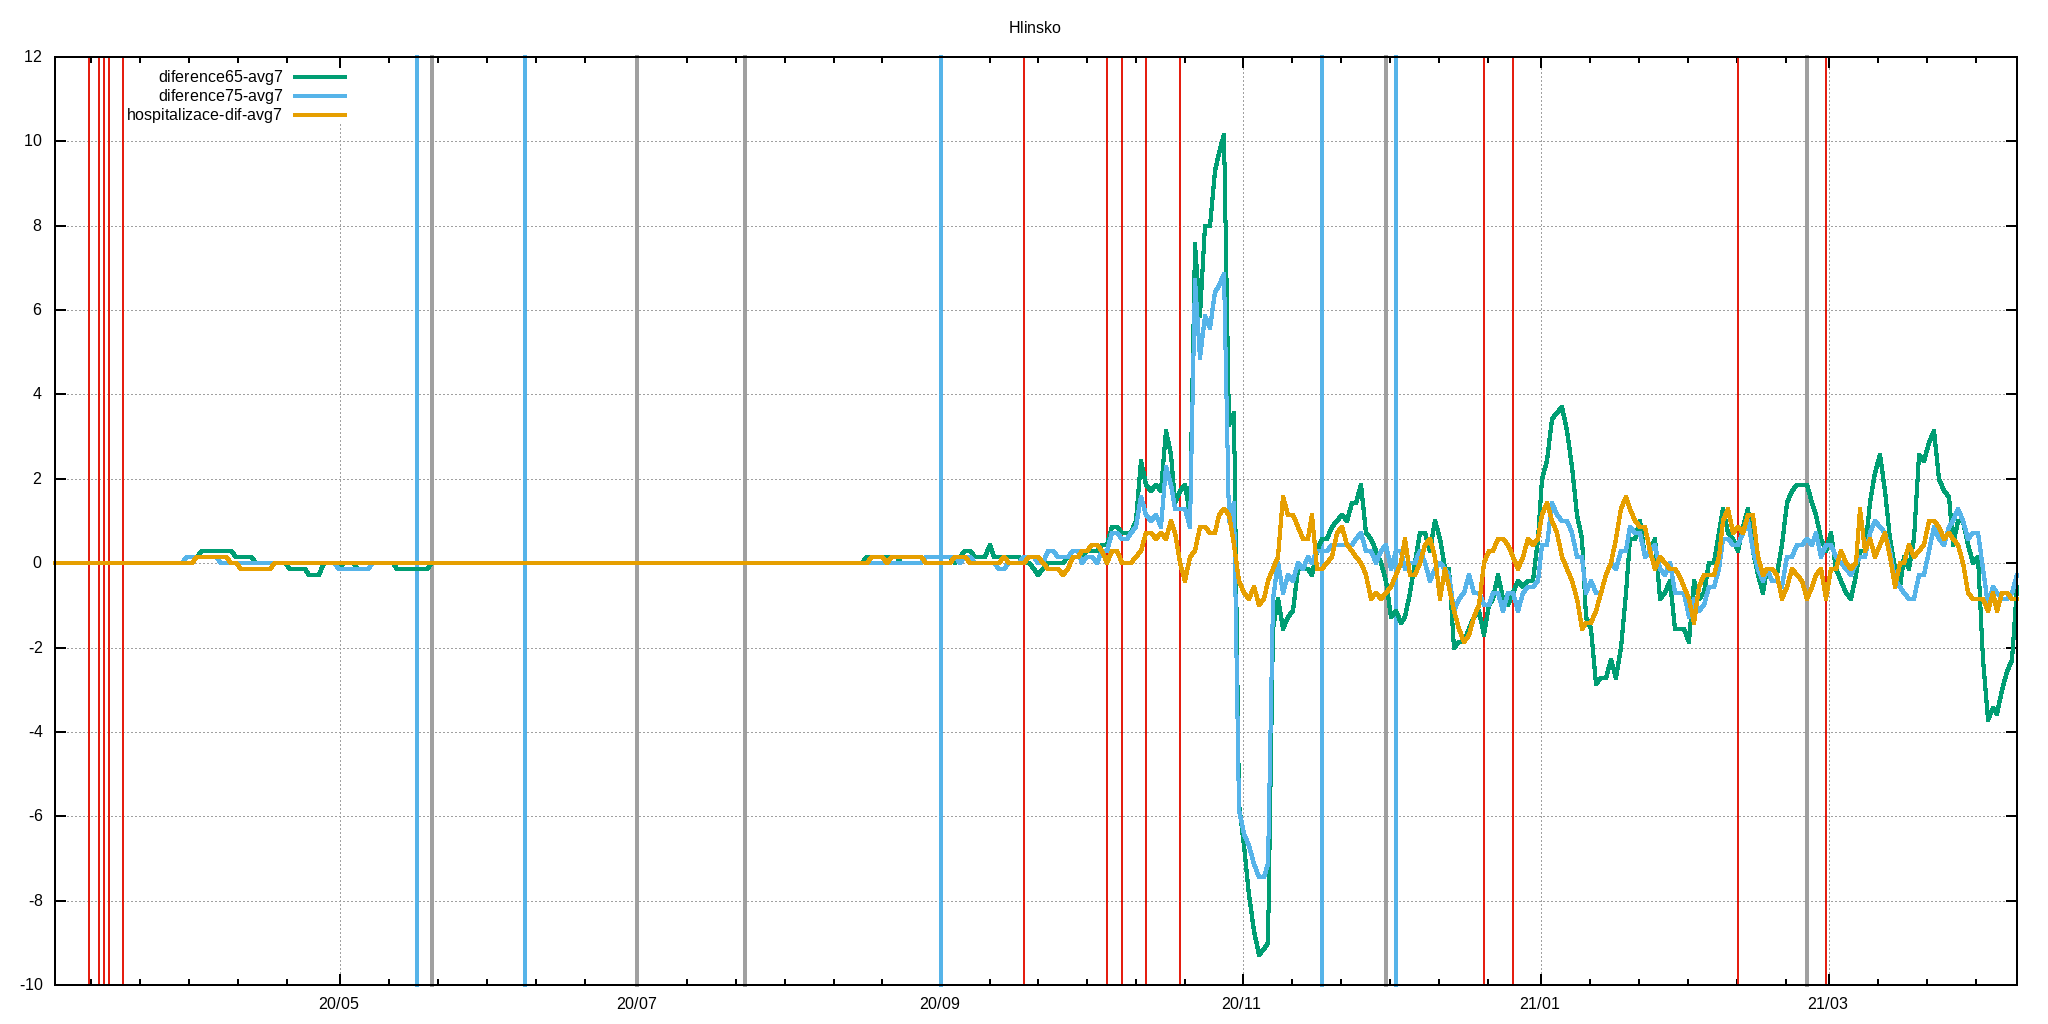 Hlinsko
12
diference65-avg7
diference75-avg7
hospitalizace-dif-avg7
10
8
6
4
2
0
-2
-4
-6
-8
-10
20/05 20/07 20/09 20/11 21/01 21/03